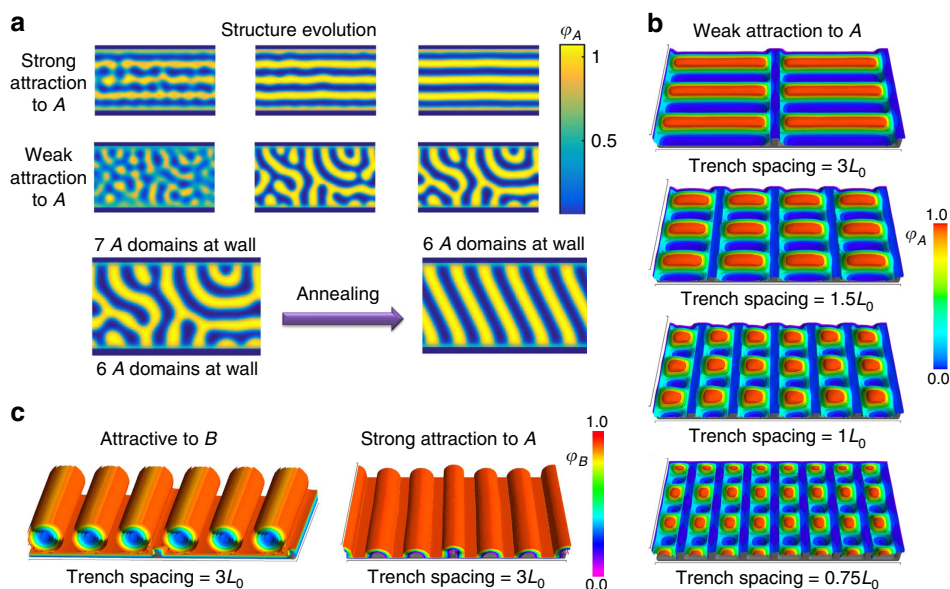 a
Structure evolution
φA
Strong
attraction
to A
1
0.5
Weak
attraction
to A
7 A domains at wall
6 A domains at wall
Annealing
6 A domains at wall
b
Weak attraction to A
Trench spacing = 3L0
Trench spacing = 1.5L0
Trench spacing = 1L0
Trench spacing = 0.75L0
1.0
φA
0.0
c
Attractive to B
Trench spacing = 3L0
Strong attraction to A
Trench spacing = 3L0
1.0
φB
0.0